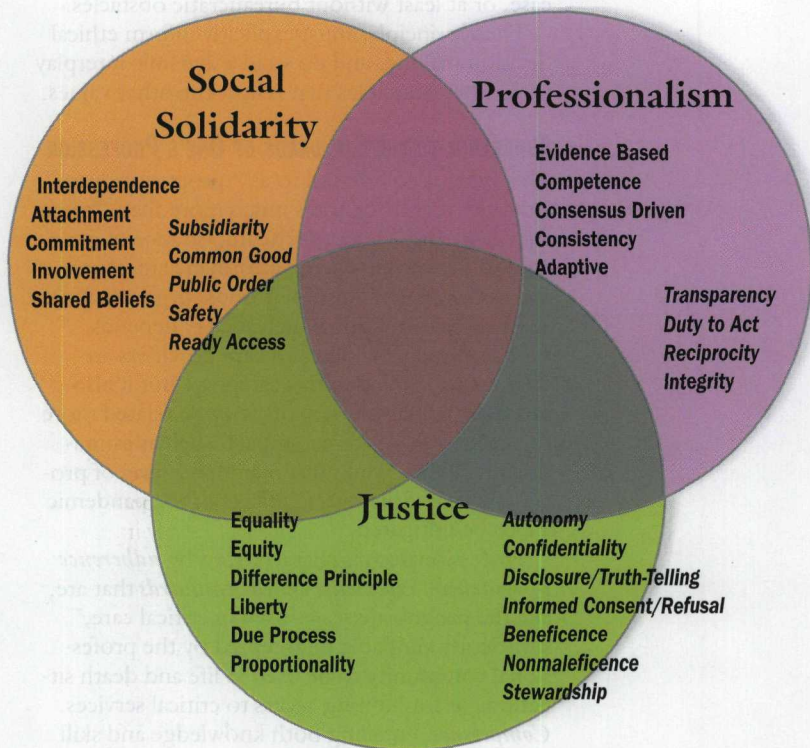 Social
Solidarity
Interdependence
Attachment
Commitment
Involvement
Shared Beliefs
Subsidiarity
Common Good
Public Order
Safety
Ready Access
Professionalism
Evidence Based
Competence
Consensus Driven
Consistency
Adaptive
Transparency
Duty to Act
Reciprocity
Integrity
Justice
Equality
Equity
Difference Principle
Liberty
Due Process
Proportionality
Autonomy
Confidentiality
Disclosure/Truth-Telling
Informed Consent/Refusal
Beneficence
Nonmaleficence
Stewardship